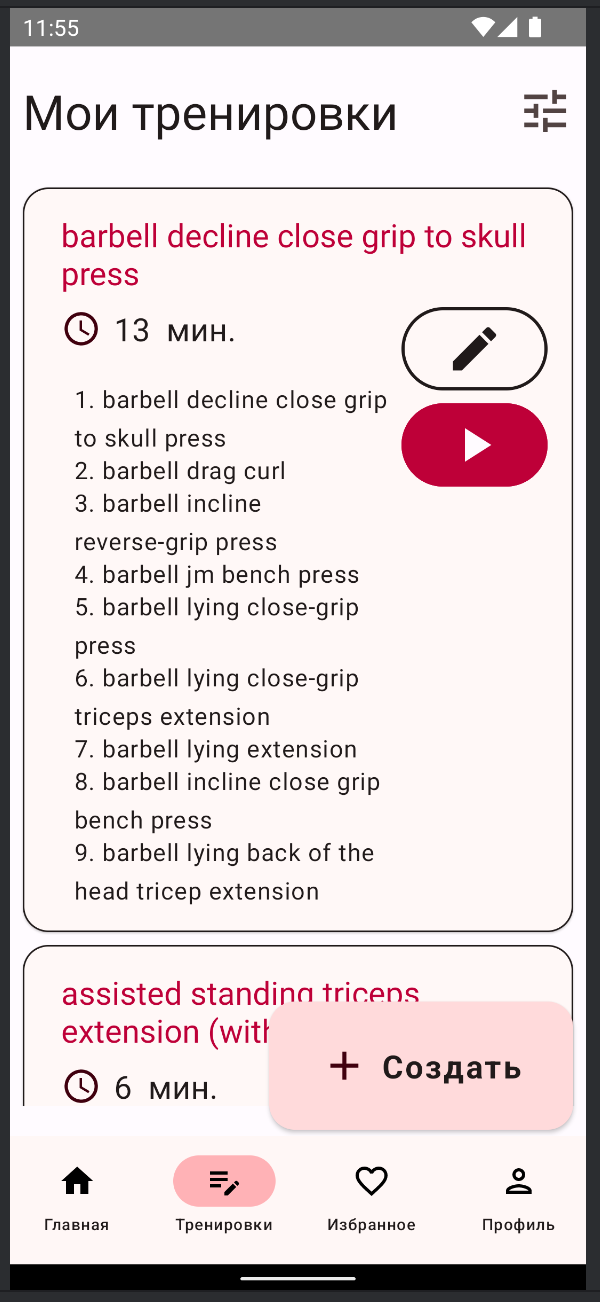 11:55
Мои тренировки
barbell decline close grip to skull
press
13 мин.
1. barbell decline close grip
to skull press
2. barbell drag curl
3. barbell incline
reverse-grip press
4. barbell jm bench press
5. barbell lying close-grip
press
6. barbell lying close-grip
triceps extension
7. barbell lying extension
8. barbell incline close grip
bench press
9. barbell lying back of the
head tricep extension
assisted standing triceps
extension (with
6 мин.
Создать
Главная
Тренировки
Избранное
Профиль